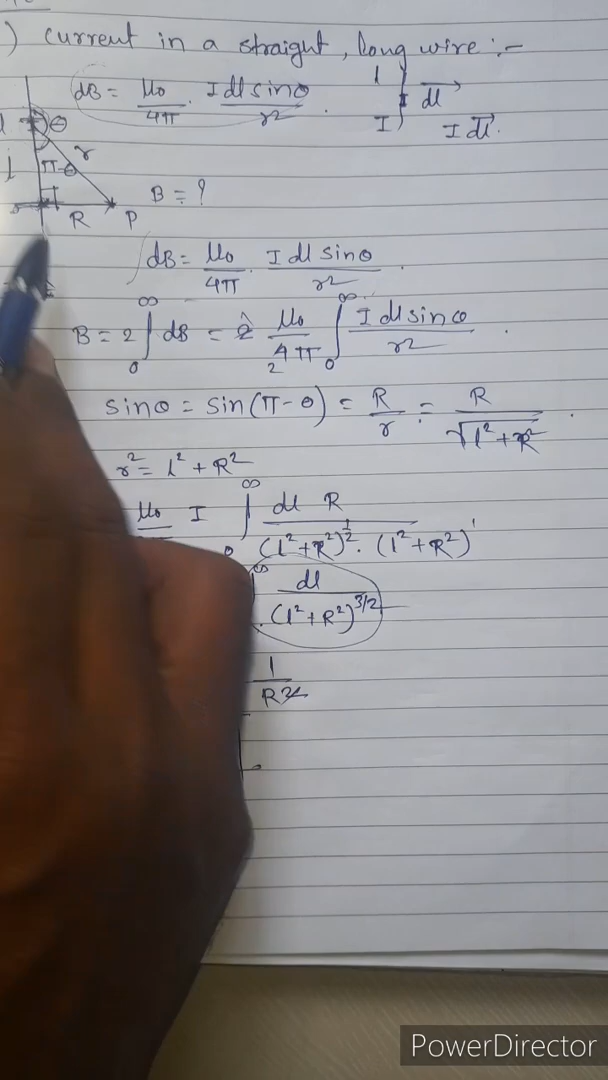 ) current in a straight, long wire :-
dB = μ₀/4π · I dl sinθ/r² .
I dl→
I I dl→.
θ
l r
π-θ B = ?
R P
dB = μ₀/4π · I dl sinθ/r² .
B = 2 ∫₀^∞ dB = 2 μ₀/4π ∫₀^∞ I dl sinθ/r² .
2
sinθ = sin(π-θ) = R/r = R/√(l²+R²) .
r² = l²+R²
μ₀ I ∫₀^∞ dl R/(l²+R²)^½ · (l²+R²)^1
∞ dl/(l²+R²)^3/2
1/R²
PowerDirector